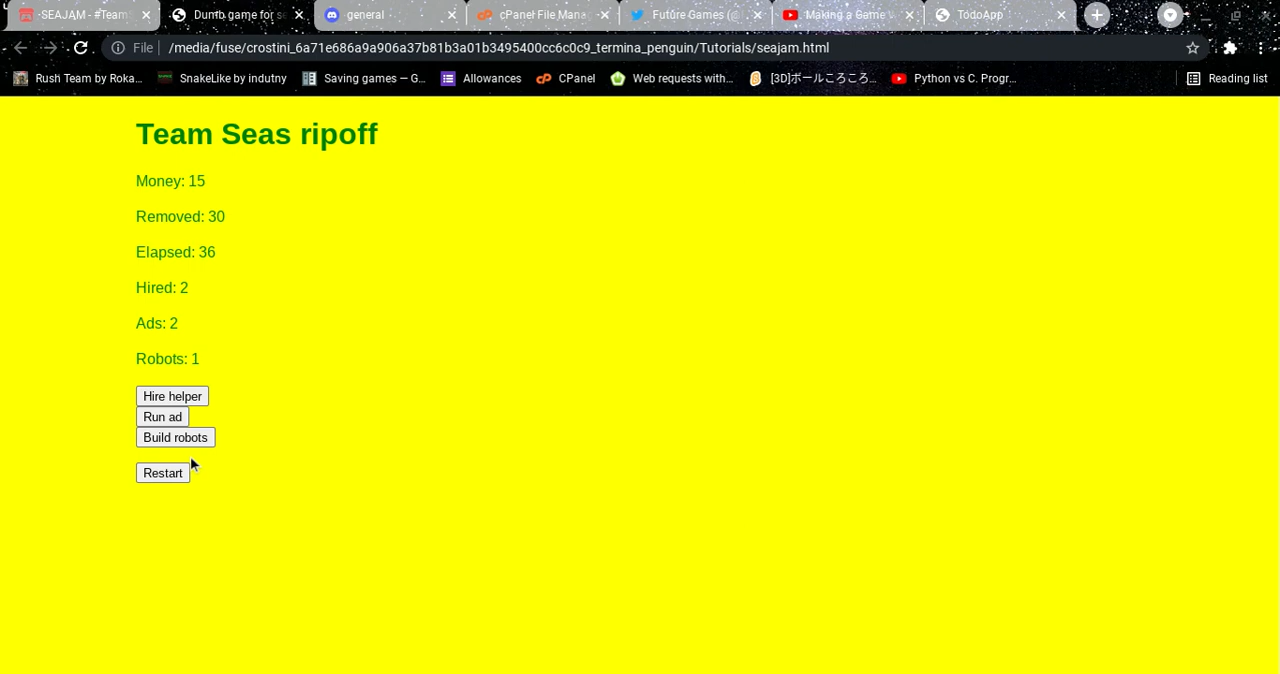 SEAJAM - #Team
Dumb game for se
general
cPanel File Mana
Future Games (@
Making a Game W
TodoApp
File
/media/fuse/crostini_6a71e686a9a906a37b81b3a01b3495400cc6c0c9_termina_penguin/Tutorials/seajam.html
Rush Team by Roka...
SnakeLike by indutny
Saving games — G...
Allowances
CPanel
Web requests with...
[3D]ボールころころ...
Python vs C. Progr...
Reading list
Team Seas ripoff
Money: 15
Removed: 30
Elapsed: 36
Hired: 2
Ads: 2
Robots: 1
Hire helper
Run ad
Build robots
Restart